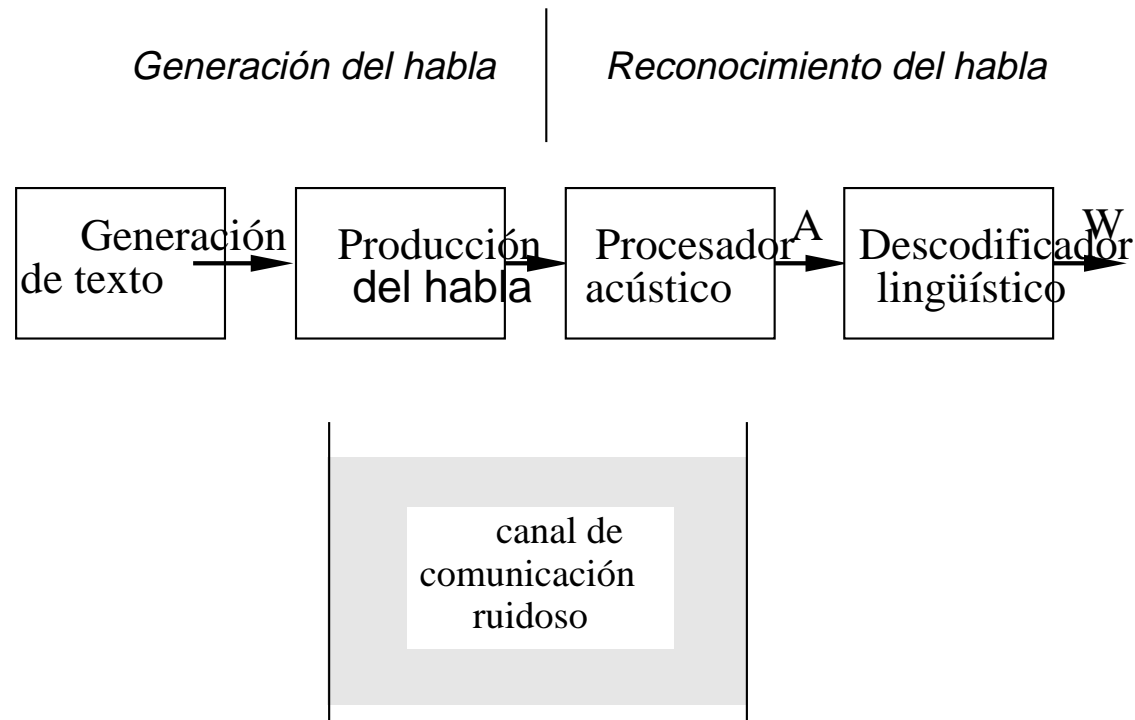 Generación del habla
Reconocimiento del habla
Generación
de texto
Producción
del habla
Procesador
acústico
A
Descodificador
lingüístico
W
canal de
comunicación
ruidoso